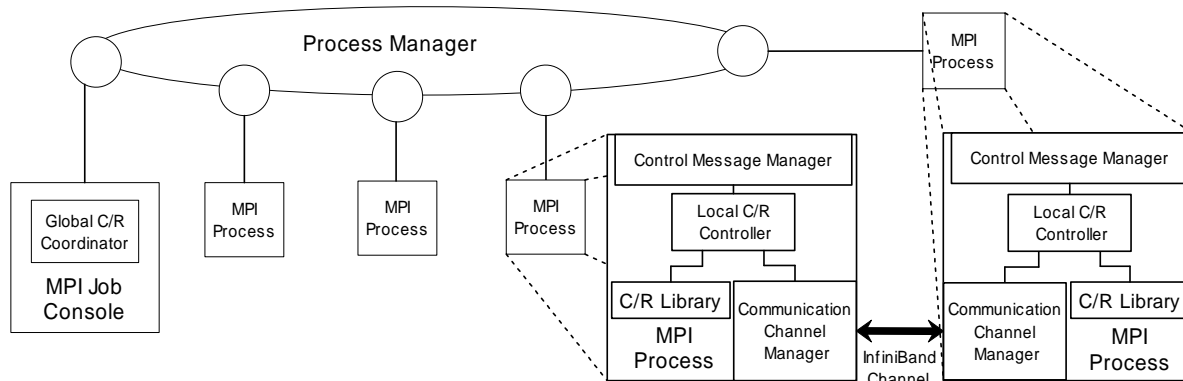 Process Manager
MPI
Process
Global C/R
Coordinator
MPI Job
Console
MPI
Process
MPI
Process
MPI
Process
Control Message Manager
Local C/R
Controller
C/R Library
MPI
Process
Communication
Channel
Manager
InfiniBand
Channel
Control Message Manager
Local C/R
Controller
Communication
Channel
Manager
C/R Library
MPI
Process